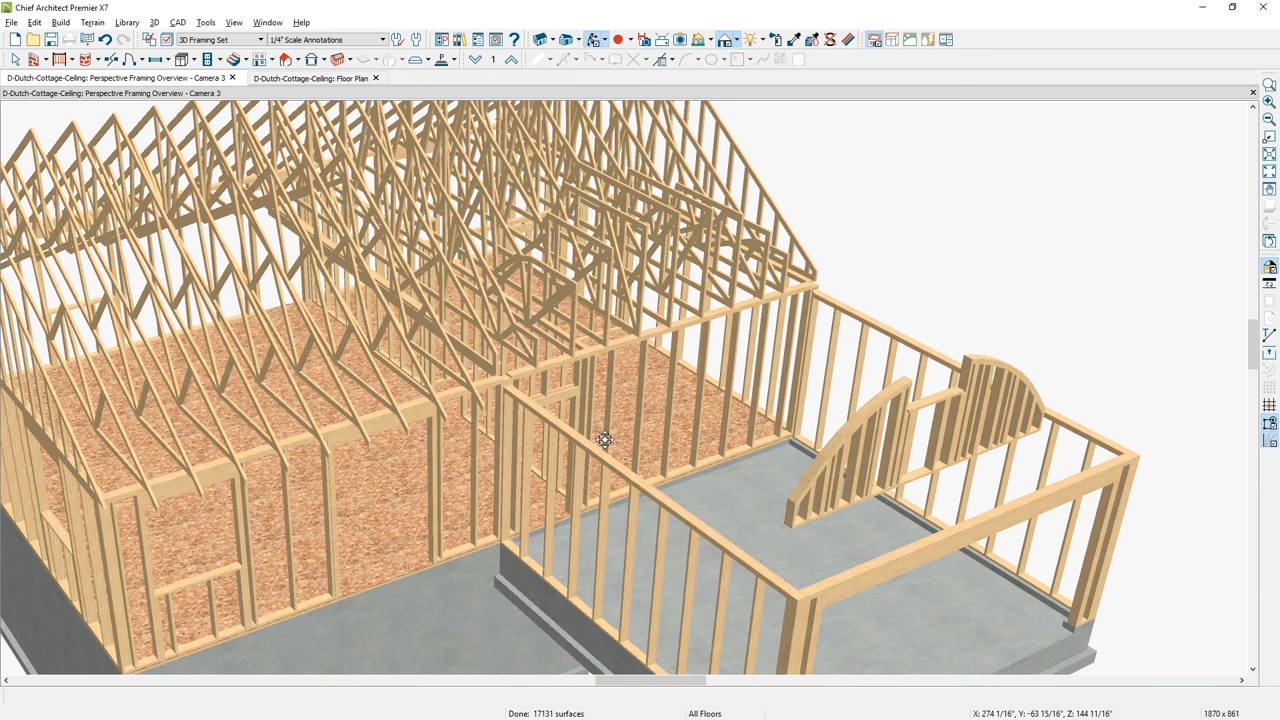 Chief Architect Premier X7
File Edit Build Terrain Library 3D CAD Tools View Window Help
3D Framing Set 1/4" Scale Annotations
1
D-Dutch-Cottage-Ceiling: Perspective Framing Overview - Camera 3 D-Dutch-Cottage-Ceiling: Floor Plan
D-Dutch-Cottage-Ceiling: Perspective Framing Overview - Camera 3
Done: 17131 surfaces All Floors X: 274 1/16", Y: -63 15/16", Z: 144 11/16" 1870 x 861